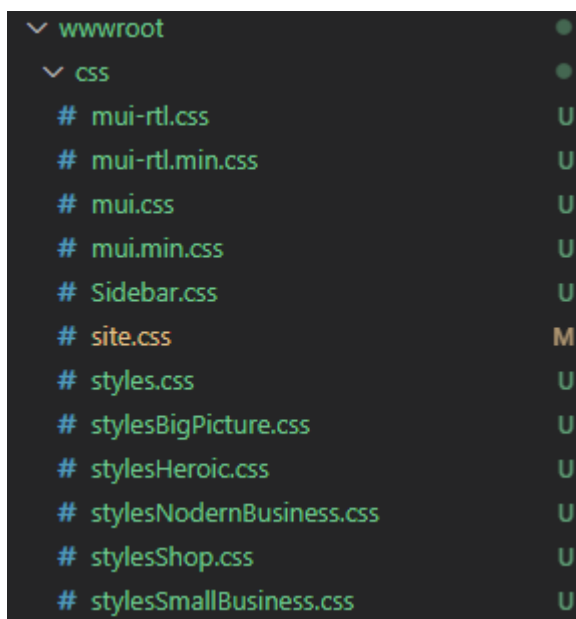 wwwroot
css
# mui-rtl.css U
# mui-rtl.min.css U
# mui.css U
# mui.min.css U
# Sidebar.css U
# site.css M
# styles.css U
# stylesBigPicture.css U
# stylesHeroic.css U
# stylesNodernBusiness.css U
# stylesShop.css U
# stylesSmallBusiness.css U